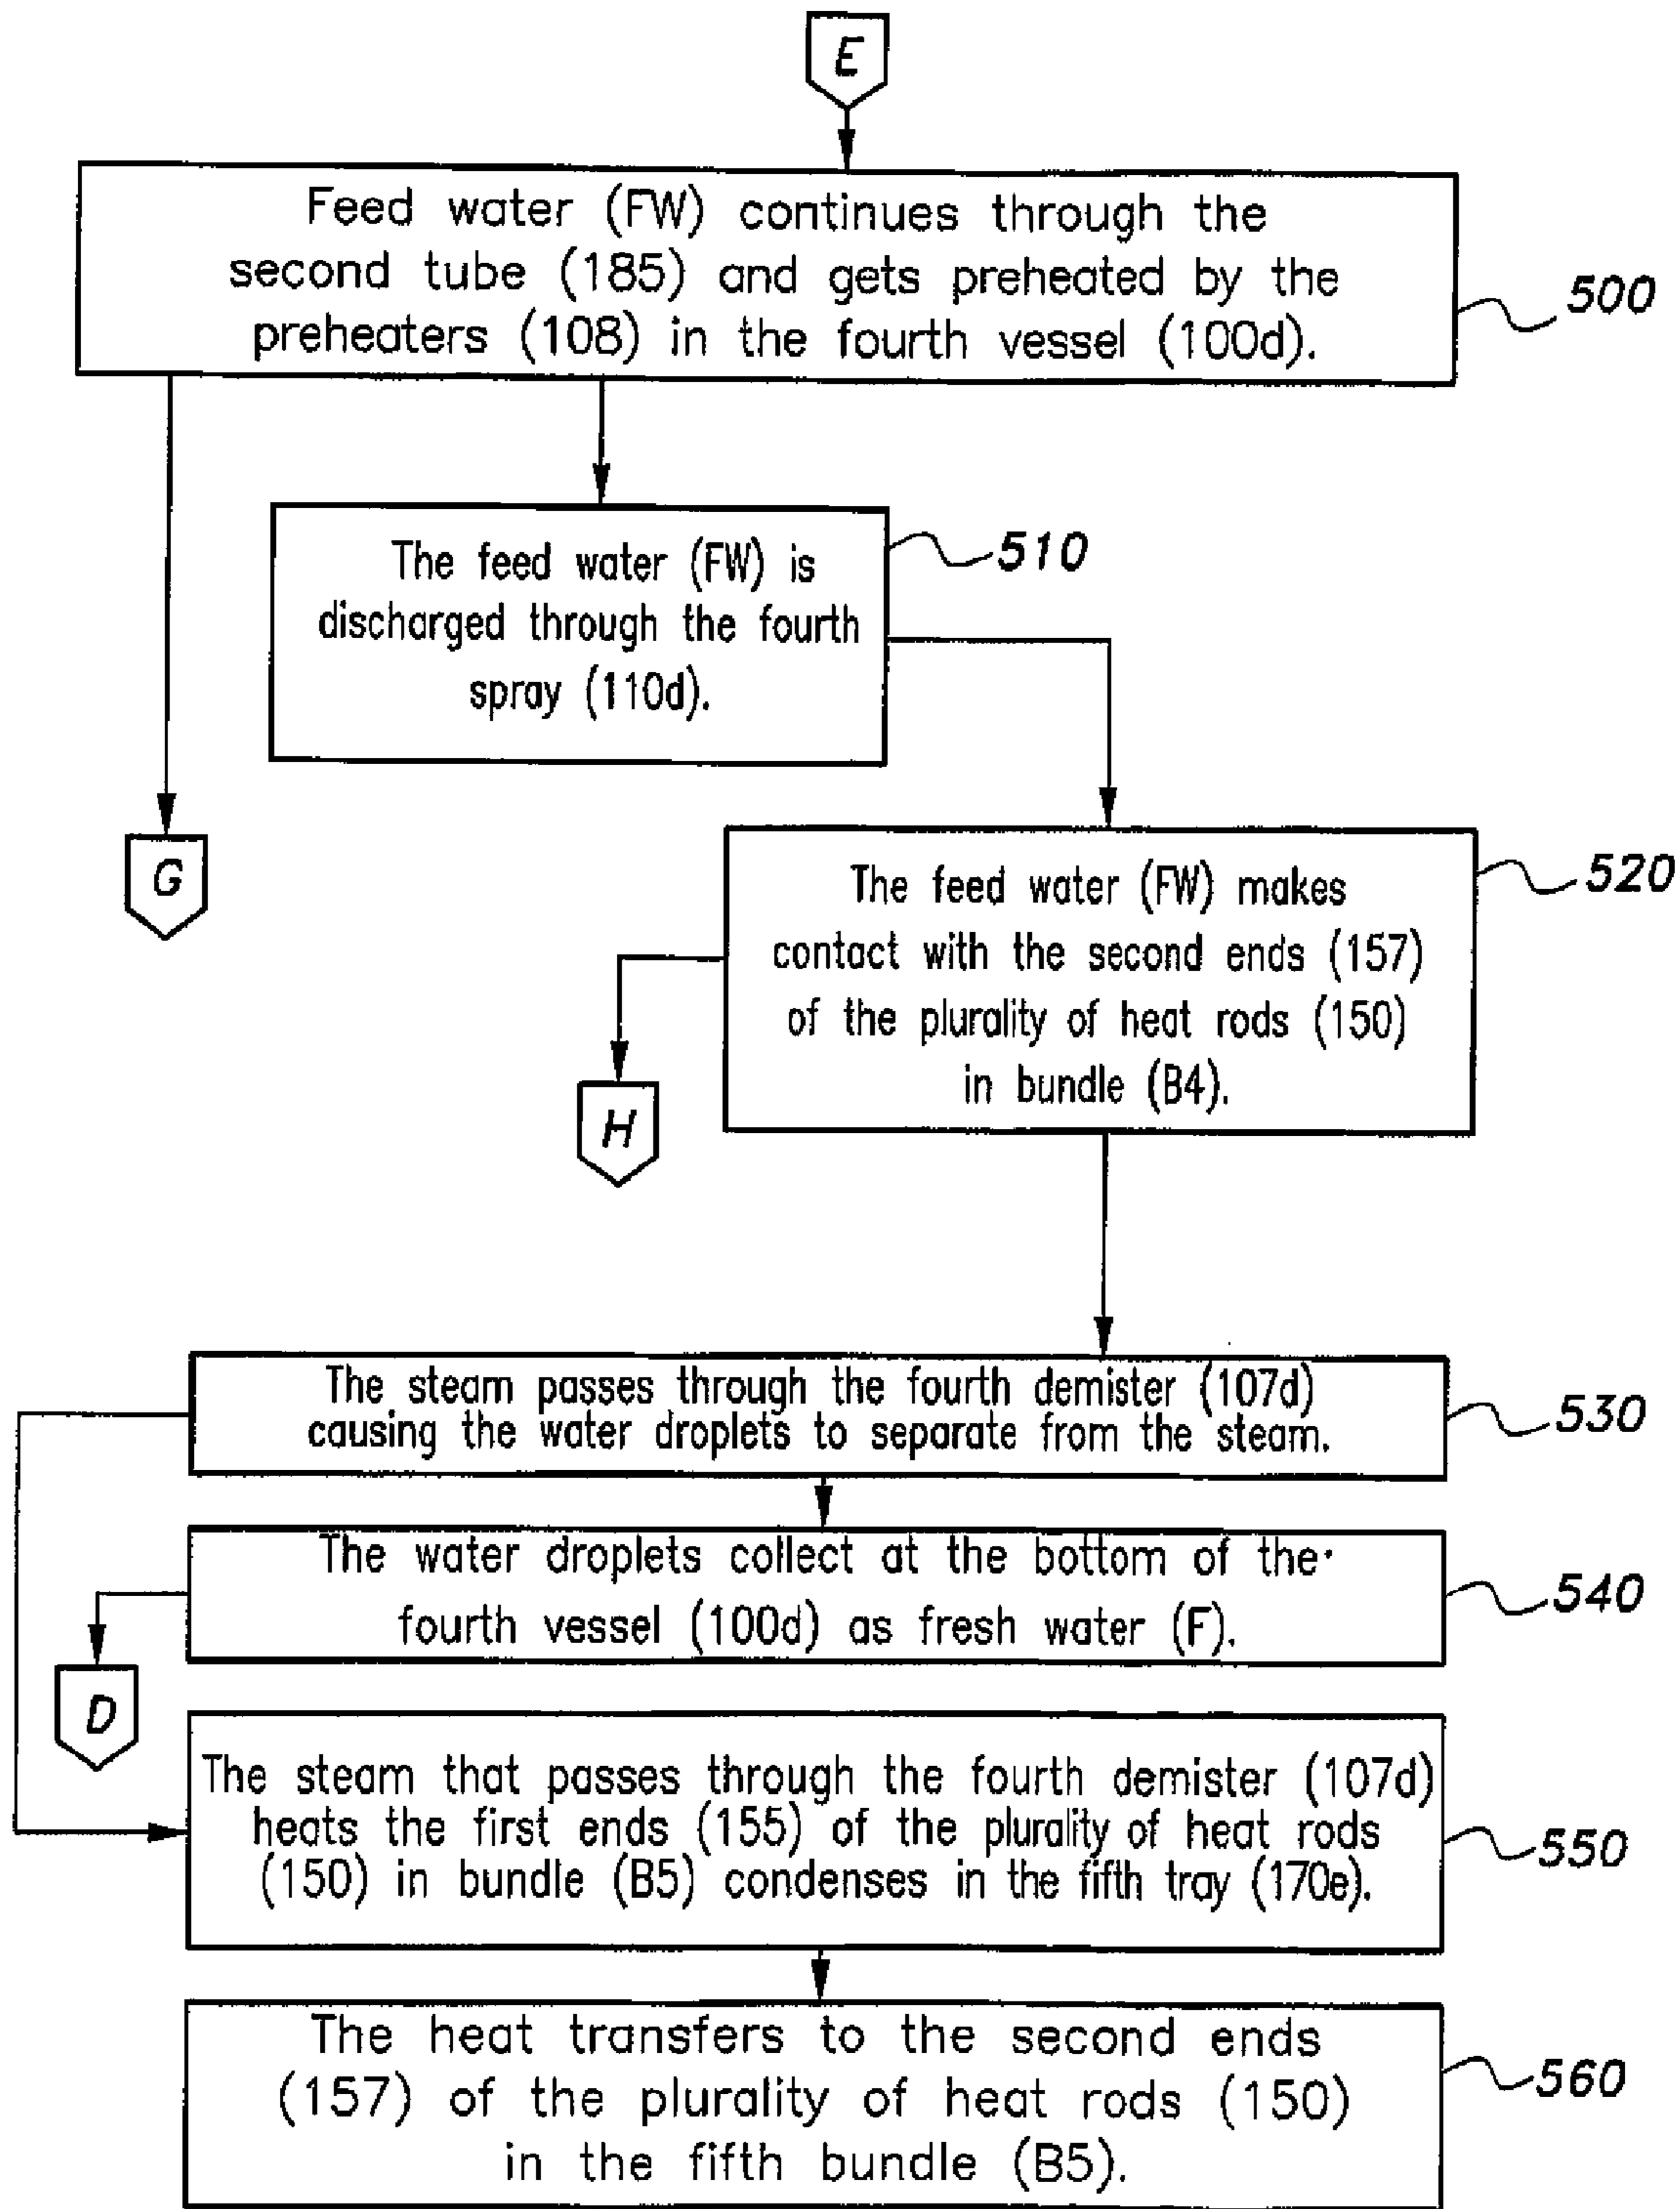 E
Feed water (FW) continues through the
second tube (185) and gets preheated by the
preheaters (108) in the fourth vessel (100d).
500
The feed water (FW) is
discharged through the fourth
spray (110d).
510
G
The feed water (FW) makes
contact with the second ends (157)
of the plurality of heat rods (150)
in bundle (B4).
520
H
The steam passes through the fourth demister (107d)
causing the water droplets to separate from the steam.
530
The water droplets collect at the bottom of the
fourth vessel (100d) as fresh water (F).
540
D
The steam that passes through the fourth demister (107d)
heats the first ends (155) of the plurality of heat rods
(150) in bundle (B5) condenses in the fifth tray (170e).
550
The heat transfers to the second ends
(157) of the plurality of heat rods (150)
in the fifth bundle (B5).
560